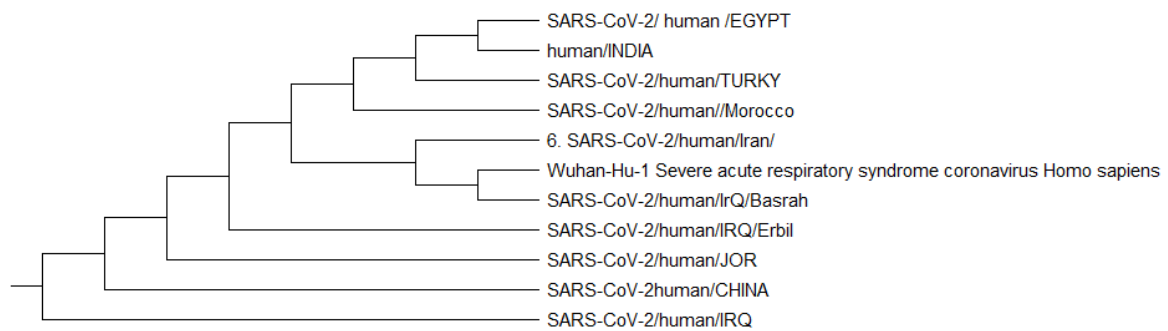 SARS-CoV-2/ human /EGYPT
human/INDIA
SARS-CoV-2/human/TURKY
SARS-CoV-2/human//Morocco
6. SARS-CoV-2/human/Iran/
Wuhan-Hu-1 Severe acute respiratory syndrome coronavirus Homo sapiens
SARS-CoV-2/human/IrQ/Basrah
SARS-CoV-2/human/IRQ/Erbil
SARS-CoV-2/human/JOR
SARS-CoV-2human/CHINA
SARS-CoV-2/human/IRQ